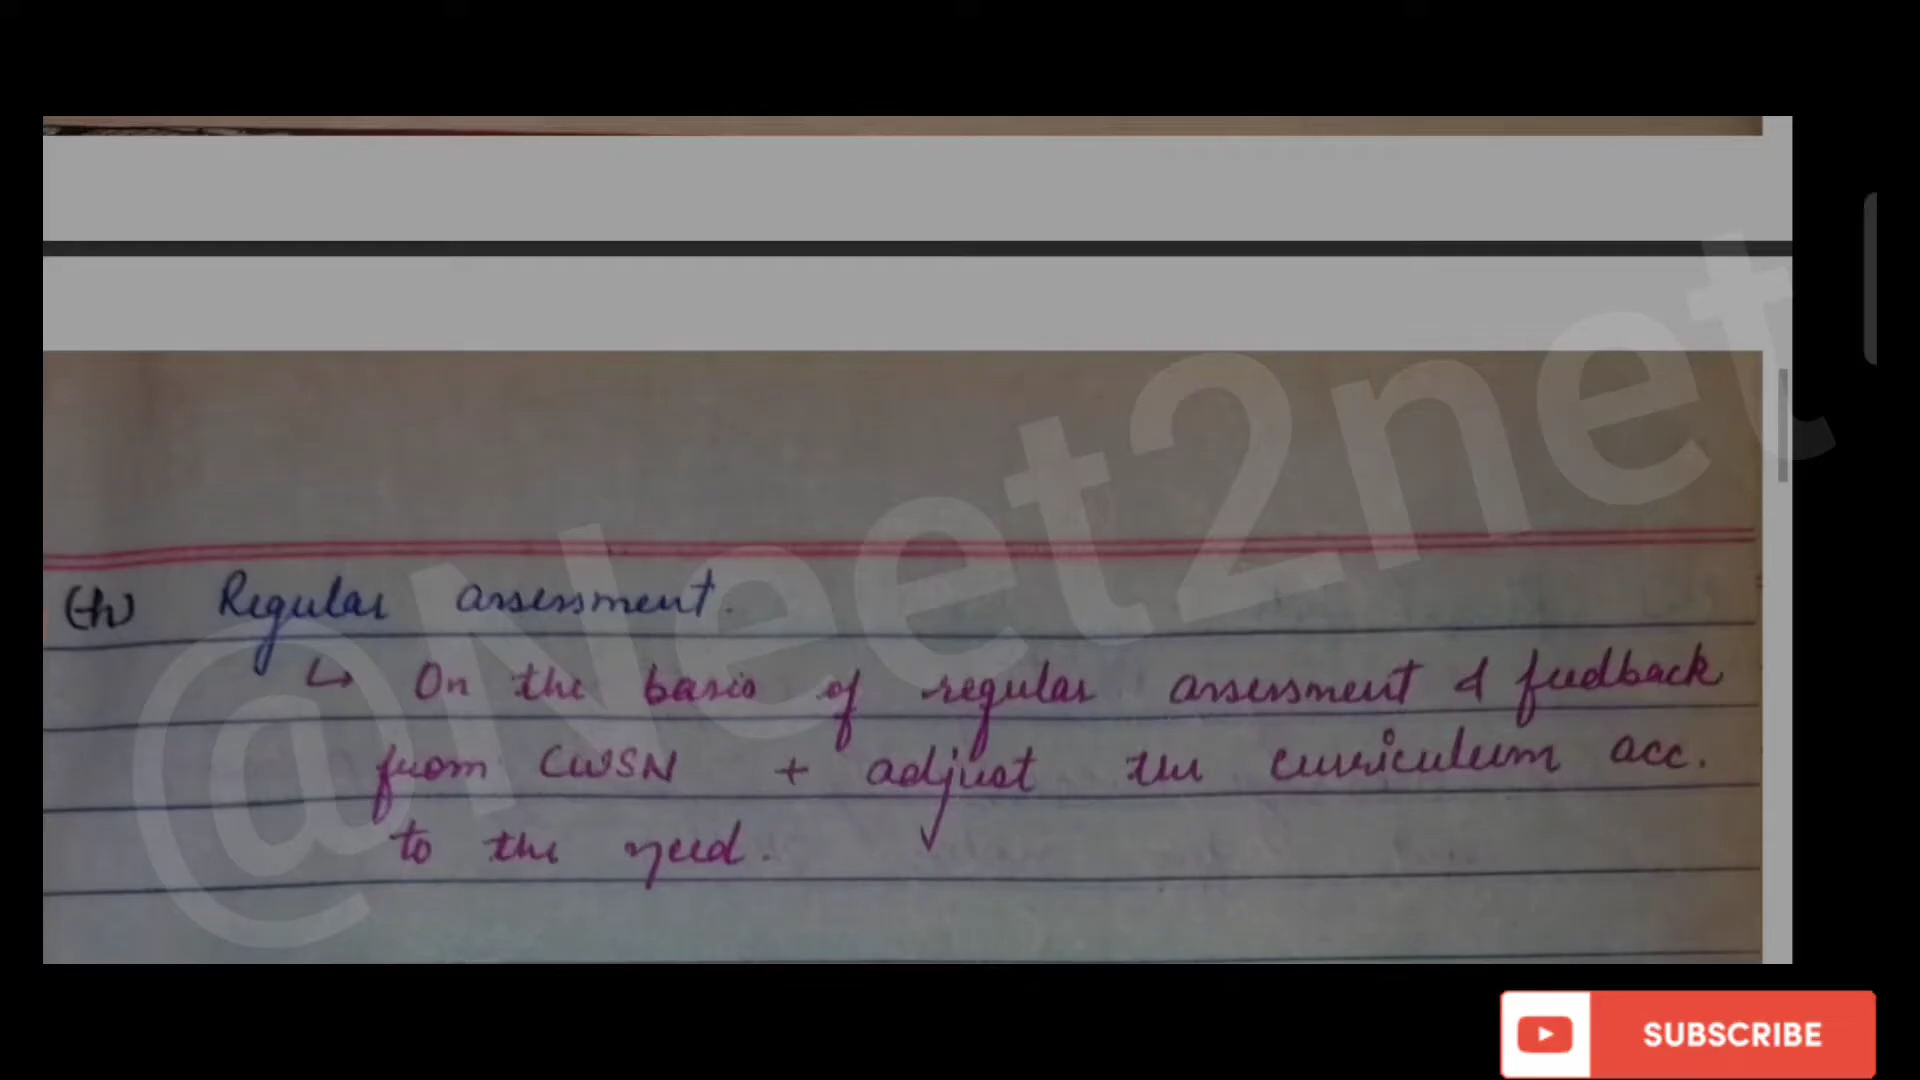 @Neet2net
(h) Regular assessment.
↳ On the basis of regular assessment & feedback
from CWSN + adjust the curriculum acc.
to the need.
SUBSCRIBE